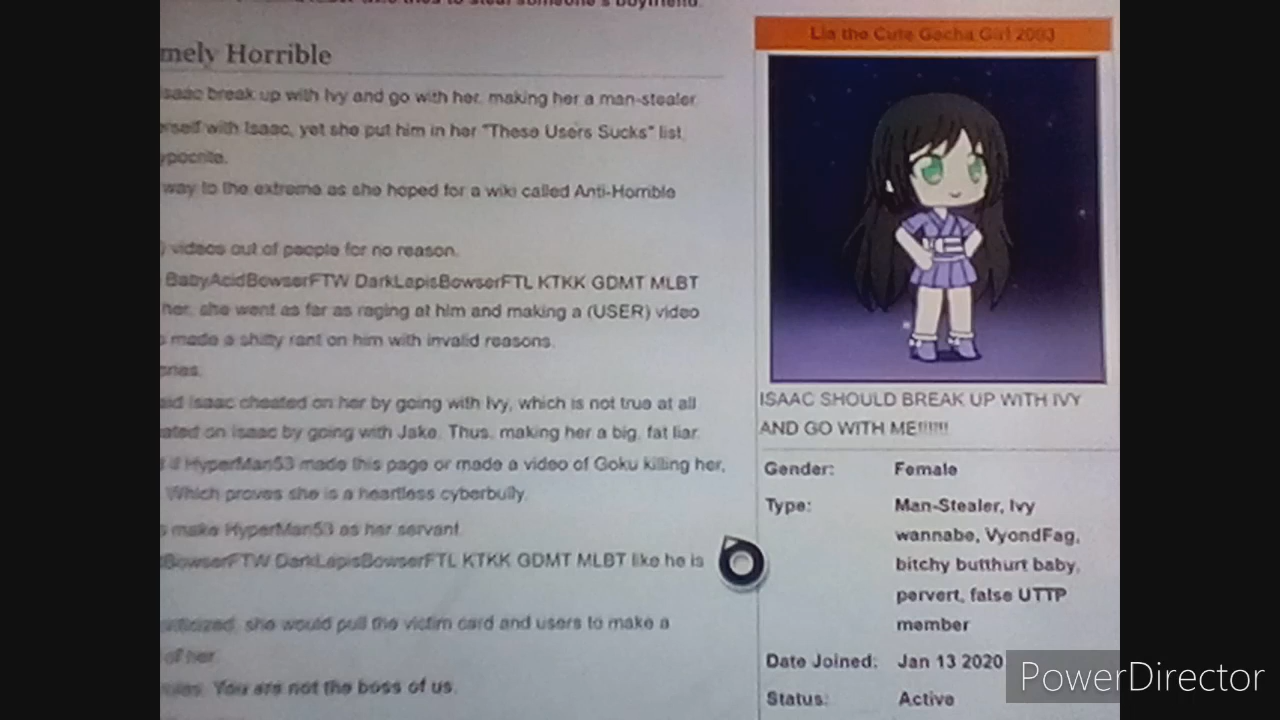 mely Horrible
Isaac break up with Ivy and go with her, making her a man-stealer.
erself with Isaac, yet she put him in her "These Users Sucks" list,
ypocrite.
way to the extreme as she hoped for a wiki called Anti-Horrible
) videos out of people for no reason.
BabyAcidBowserFTW DarkLapisBowserFTL KTKK GDMT MLBT
her, she went as far as raging at him and making a (USER) video
s made a shitty rant on him with invalid reasons.
ories.
aid Isaac cheated on her by going with Ivy, which is not true at all
eated on Isaac by going with Jake. Thus, making her a big, fat liar.
t if HyperMan53 made this page or made a video of Goku killing her,
Which proves she is a heartless cyberbully.
s make HyperMan53 as her servant.
BowserFTW DarkLapisBowserFTL KTKK GDMT MLBT like he is
criticized, she would pull the victim card and users to make a
of her.
rules. You are not the boss of us.
Lia the Cute Gacha Girl 2003
ISAAC SHOULD BREAK UP WITH IVY
AND GO WITH ME!!!!!!
Gender: Female
Type: Man-Stealer, Ivy
wannabe, VyondFag,
bitchy butthurt baby,
pervert, false UTTP
member
Date Joined: Jan 13 2020
Status: Active
PowerDirector